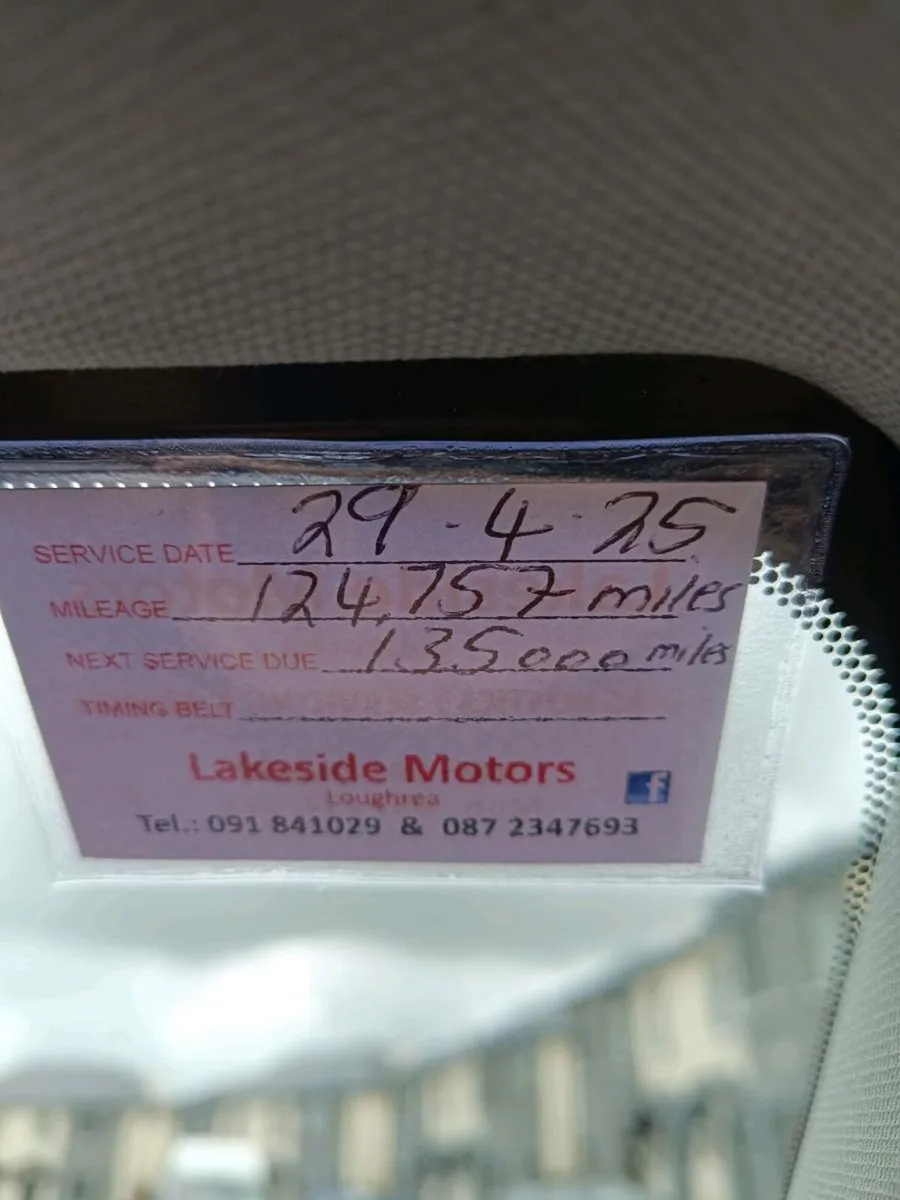 SERVICE DATE 29.4.25
MILEAGE 124,757 miles
NEXT SERVICE DUE 135000 miles
TIMING BELT
Lakeside Motors
Loughrea
f
Tel.: 091 841029 & 087 2347693